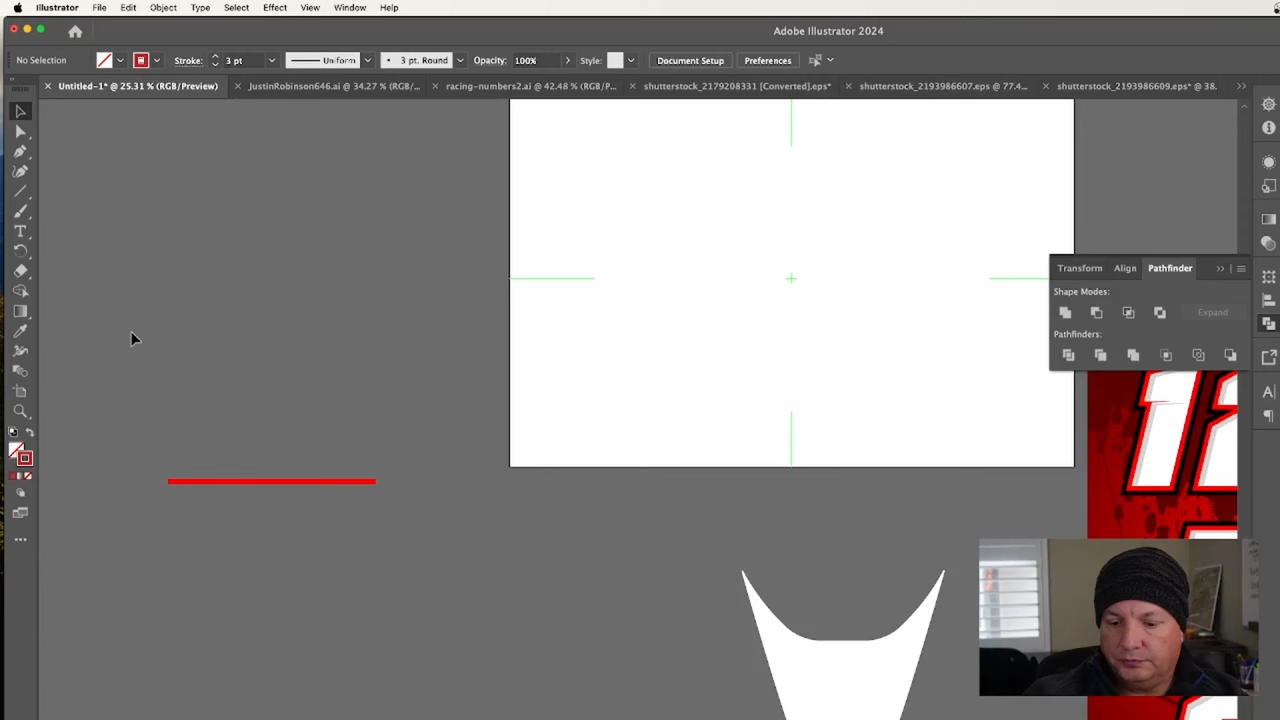 Illustrator File Edit Object Type Select Effect View Window Help
Adobe Illustrator 2024
No Selection Stroke: 3 pt Uniform 3 pt. Round Opacity: 100% Style: Document Setup Preferences
Untitled-1* @ 25.31 % (RGB/Preview) JustinRobinson646.ai @ 34.27 % (RGB/... racing-numbers2.ai @ 42.48 % (RGB/P... shutterstock_2179208331 [Converted].eps* shutterstock_2193986607.eps @ 77.4... shutterstock_2193986609.eps* @ 38.
Transform Align Pathfinder
Shape Modes:
Expand
Pathfinders: